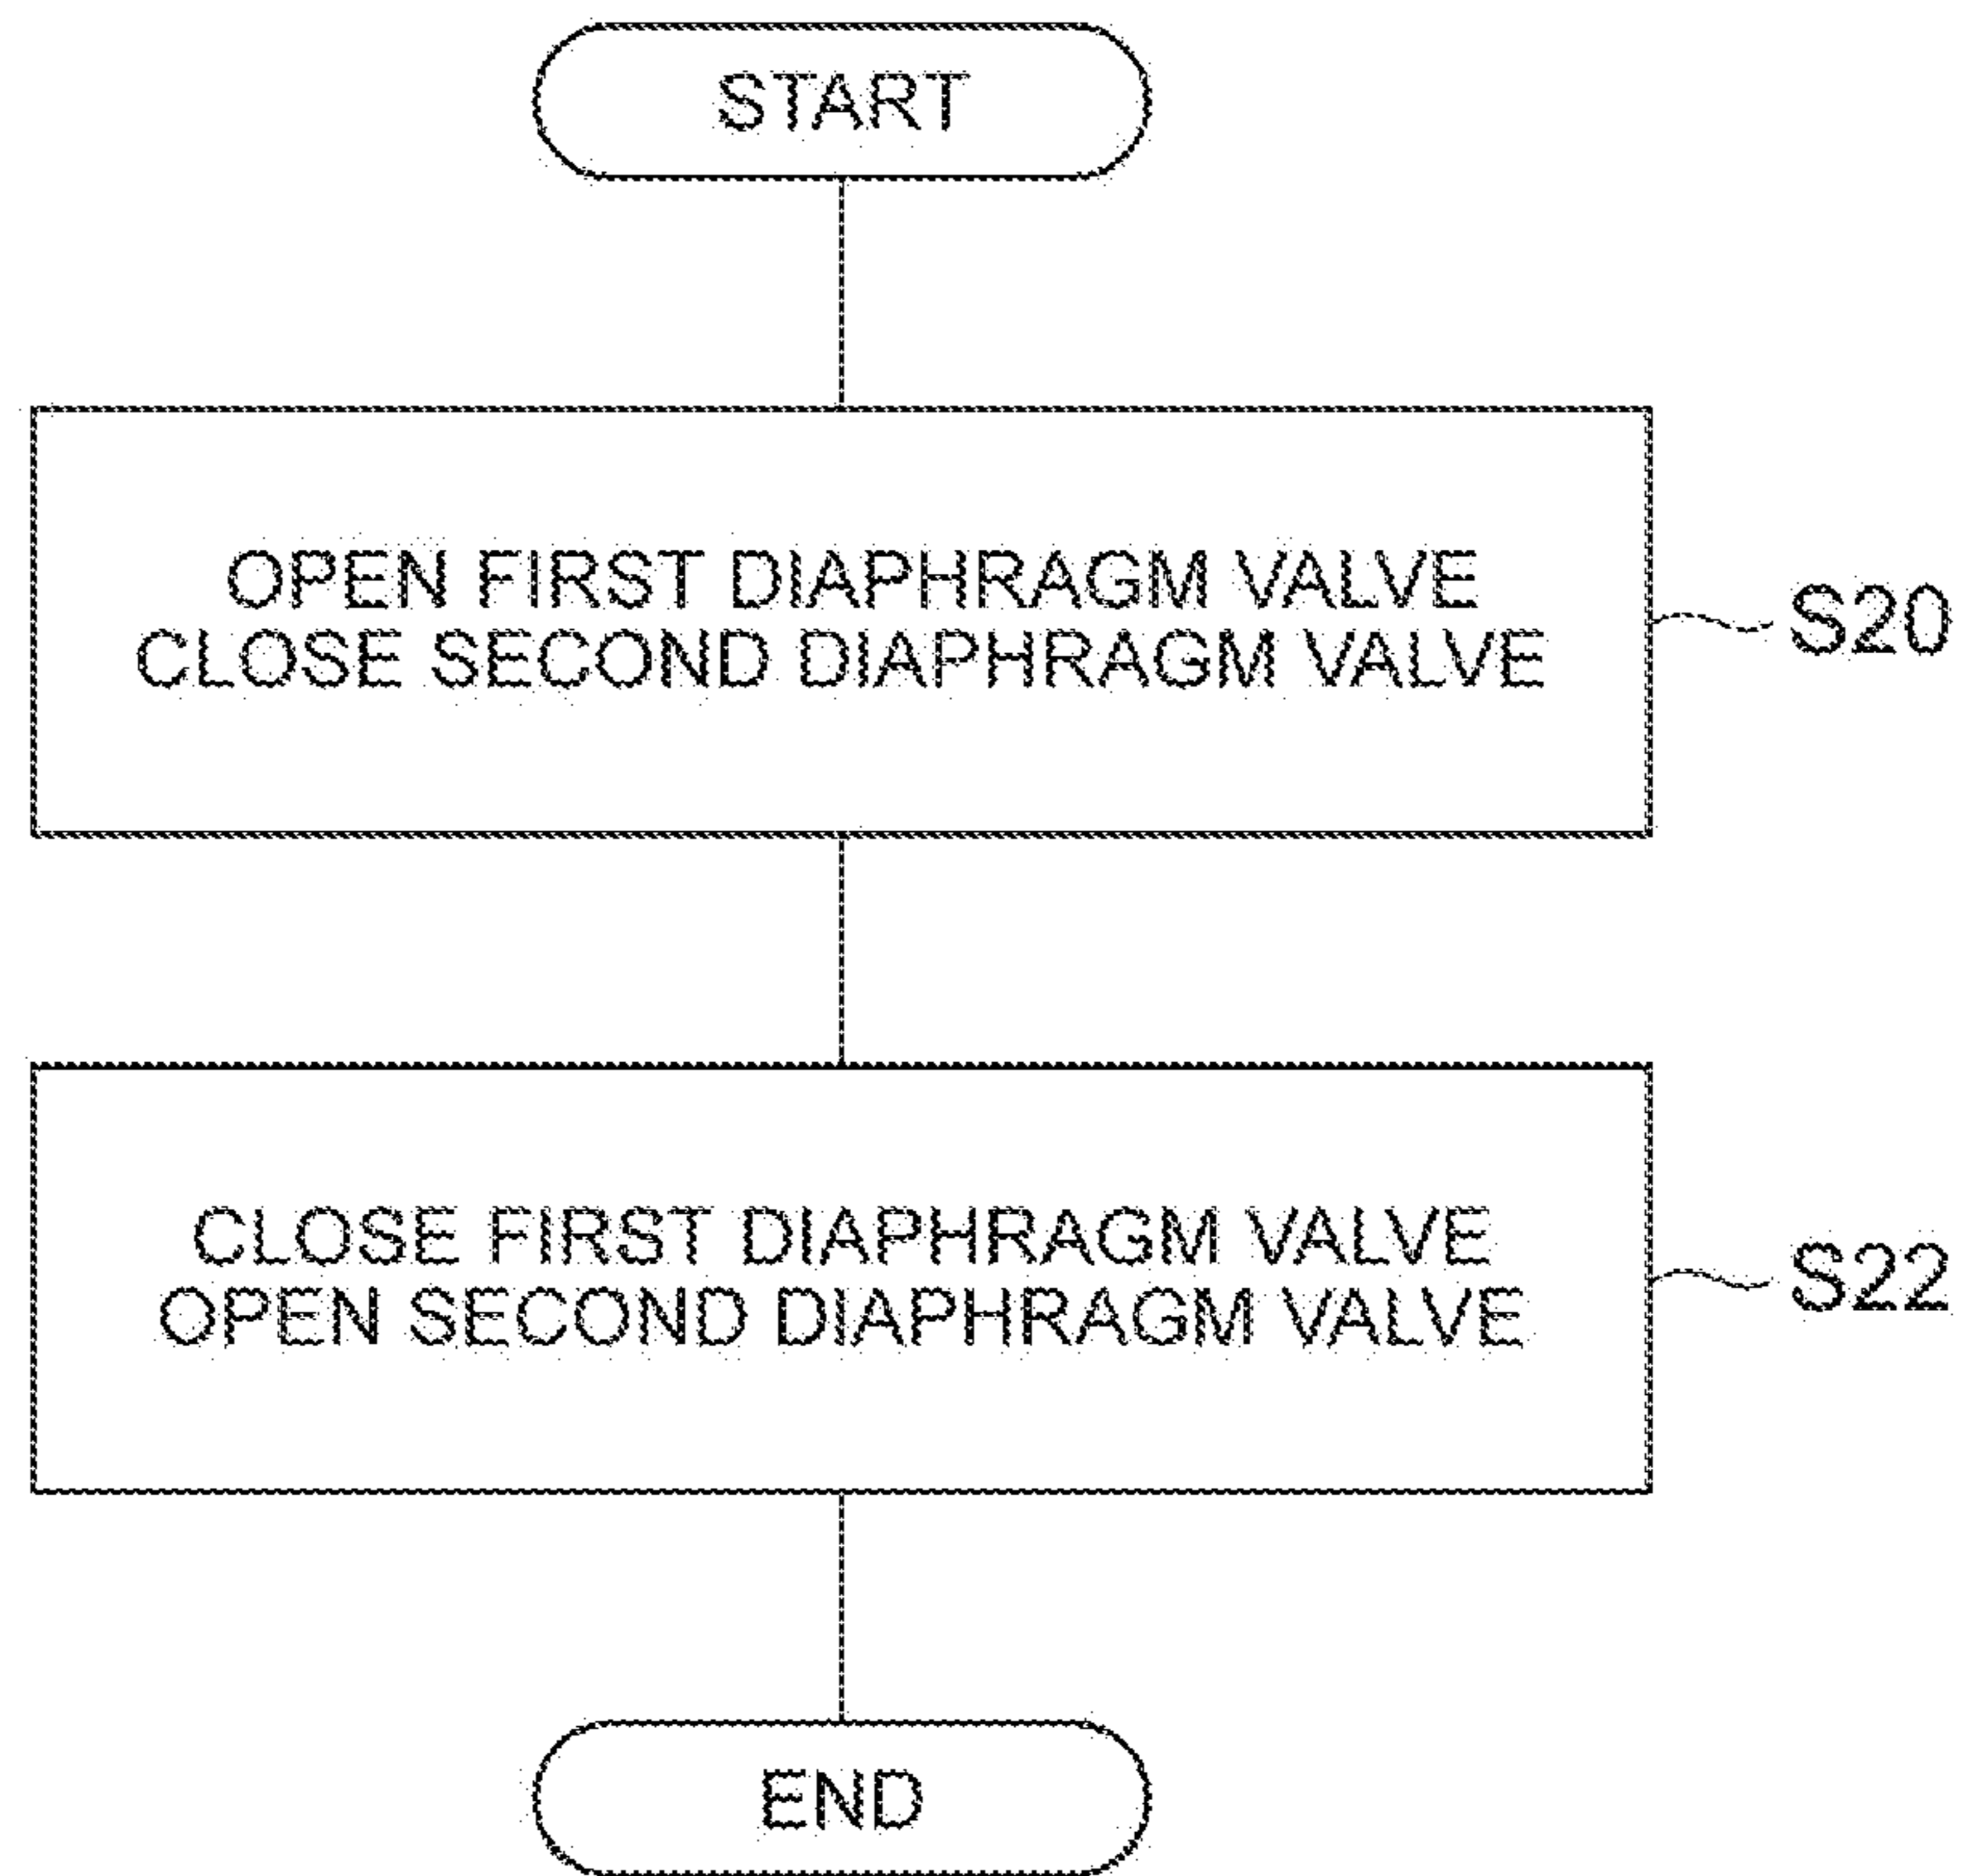 START
OPEN FIRST DIAPHRAGM VALVE
CLOSE SECOND DIAPHRAGM VALVE
S20
CLOSE FIRST DIAPHRAGM VALVE
OPEN SECOND DIAPHRAGM VALVE
S22
END